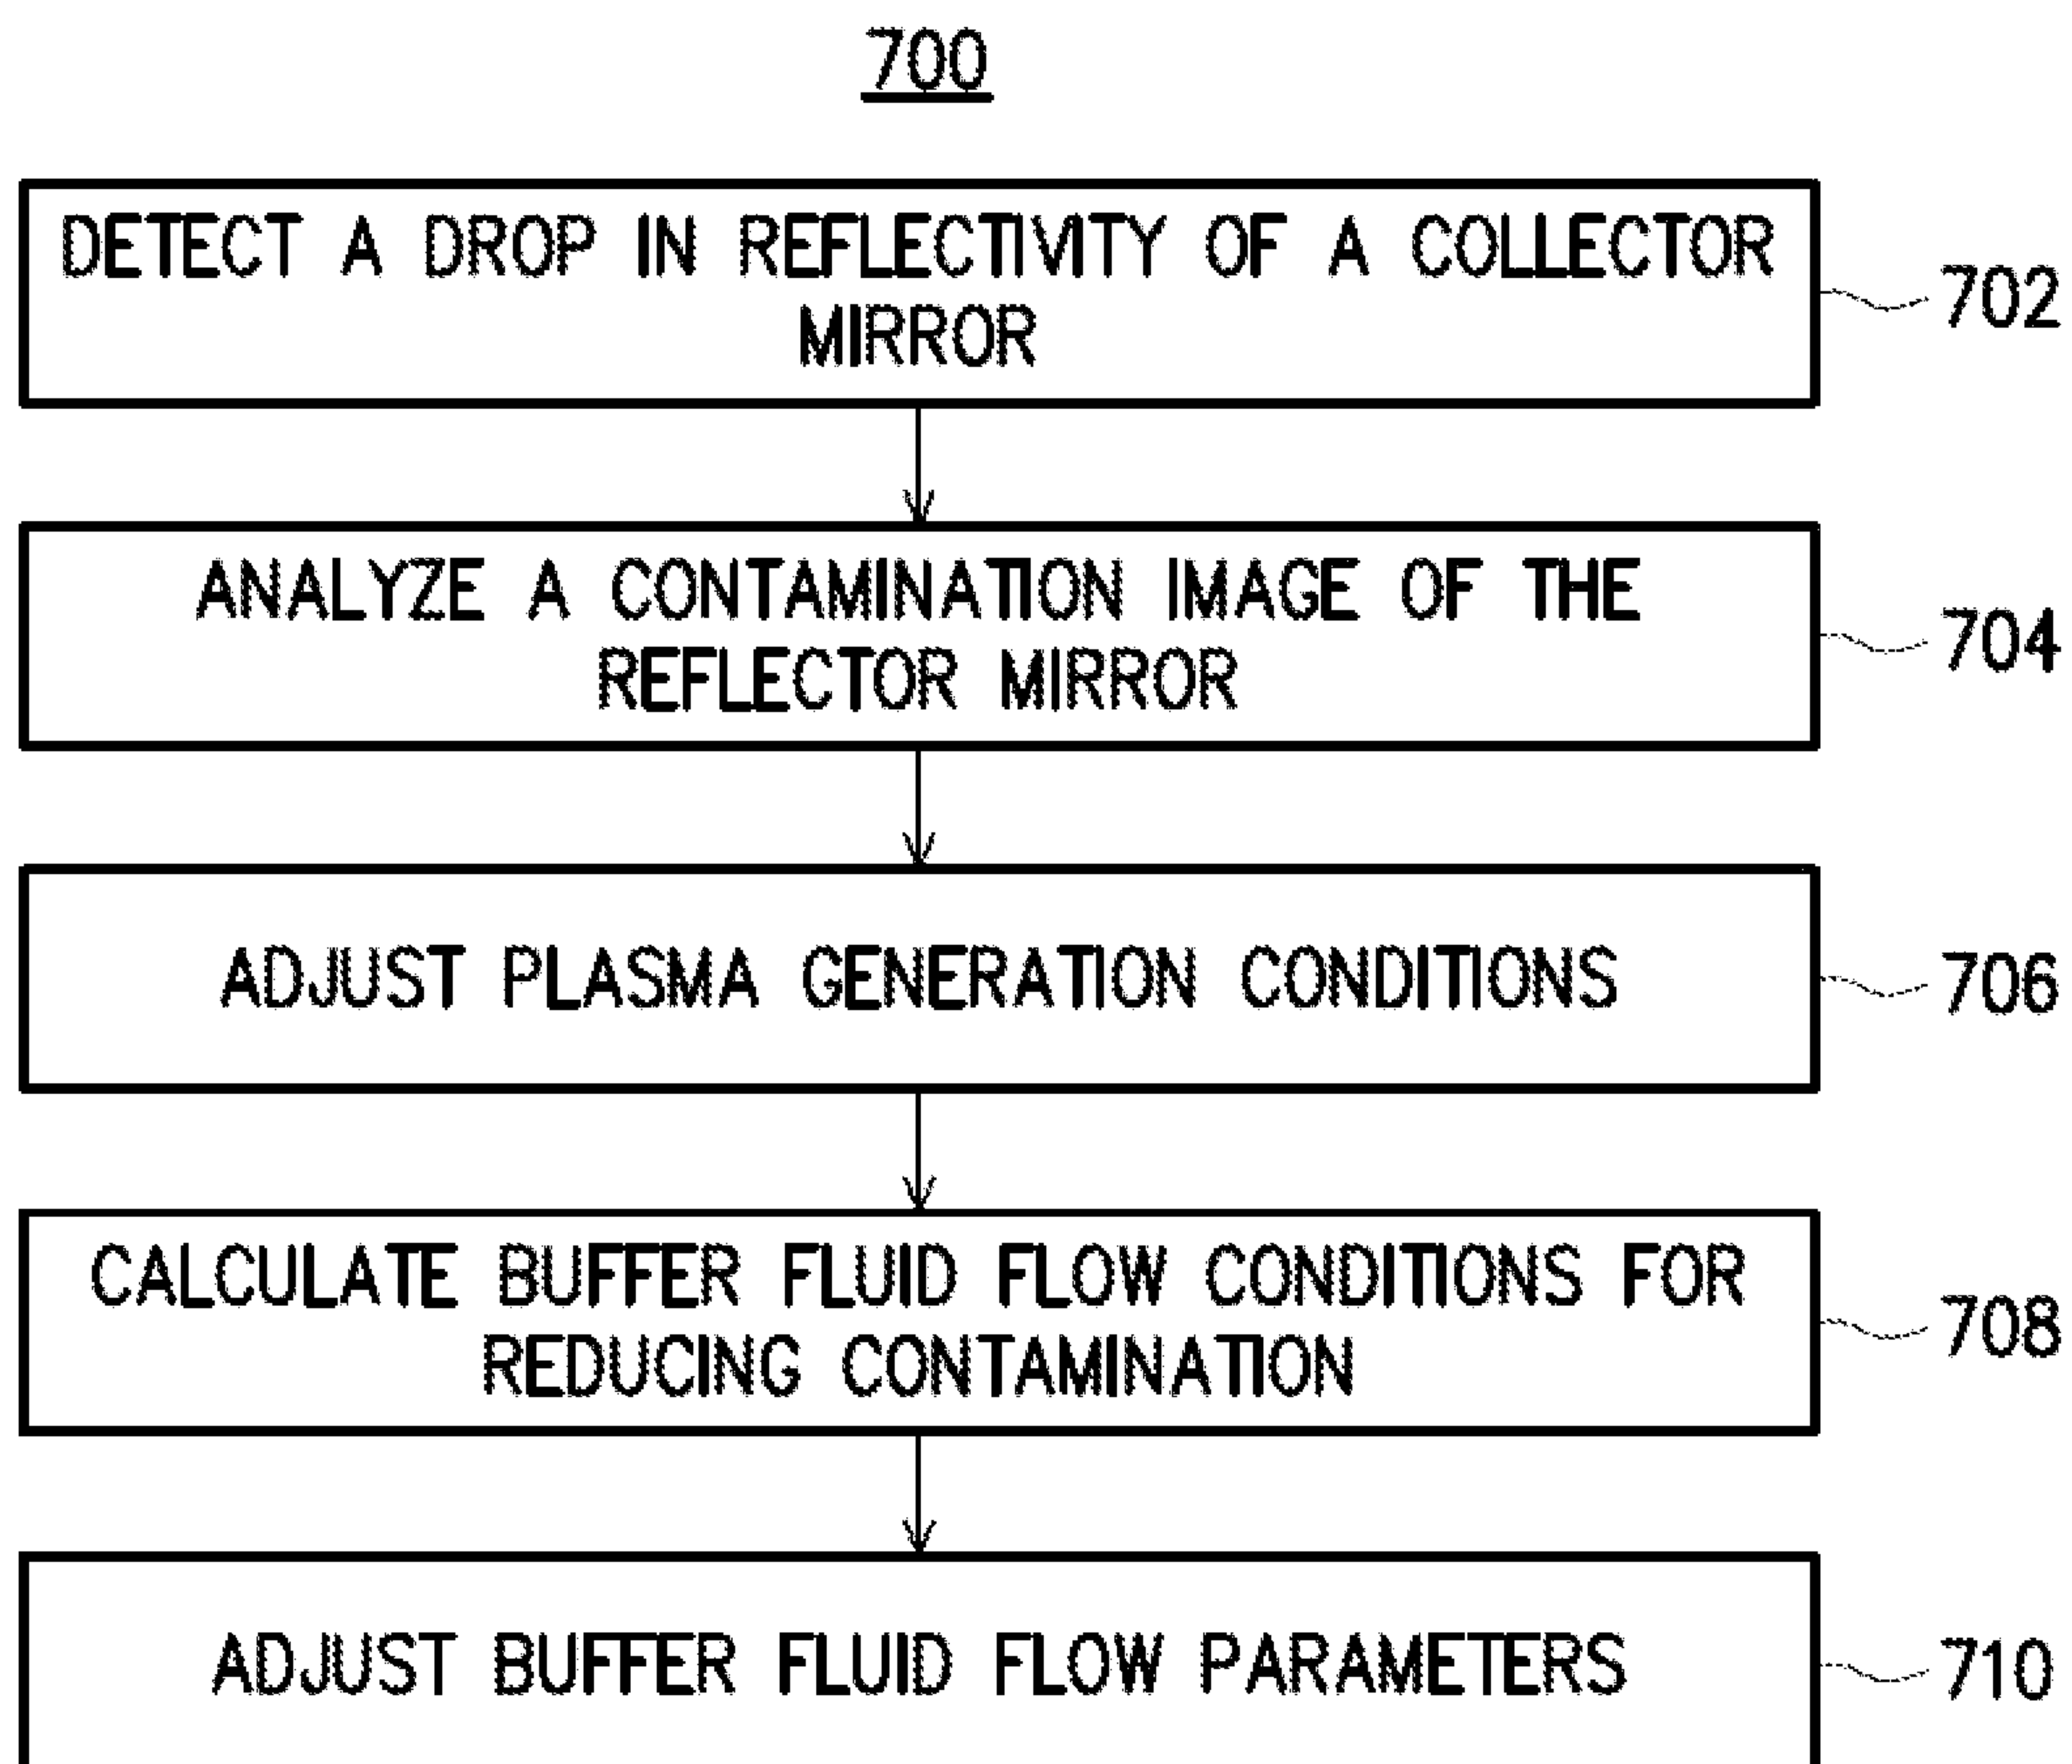 700
DETECT A DROP IN REFLECTIVITY OF A COLLECTOR
MIRROR
702
ANALYZE A CONTAMINATION IMAGE OF THE
REFLECTOR MIRROR
704
ADJUST PLASMA GENERATION CONDITIONS
706
CALCULATE BUFFER FLUID FLOW CONDITIONS FOR
REDUCING CONTAMINATION
708
ADJUST BUFFER FLUID FLOW PARAMETERS
710